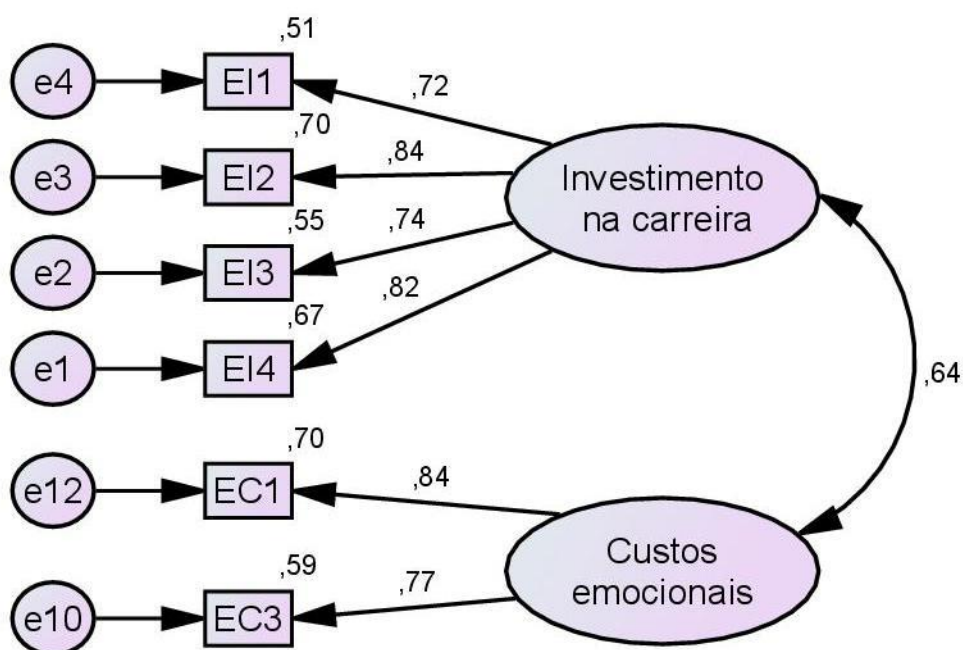 ,51
e4
EI1
,72
,70
e3
EI2
,84
Investimento
na carreira
,55
e2
EI3
,74
,67
e1
EI4
,82
,64
,70
e12
EC1
,84
Custos
emocionais
,59
e10
EC3
,77